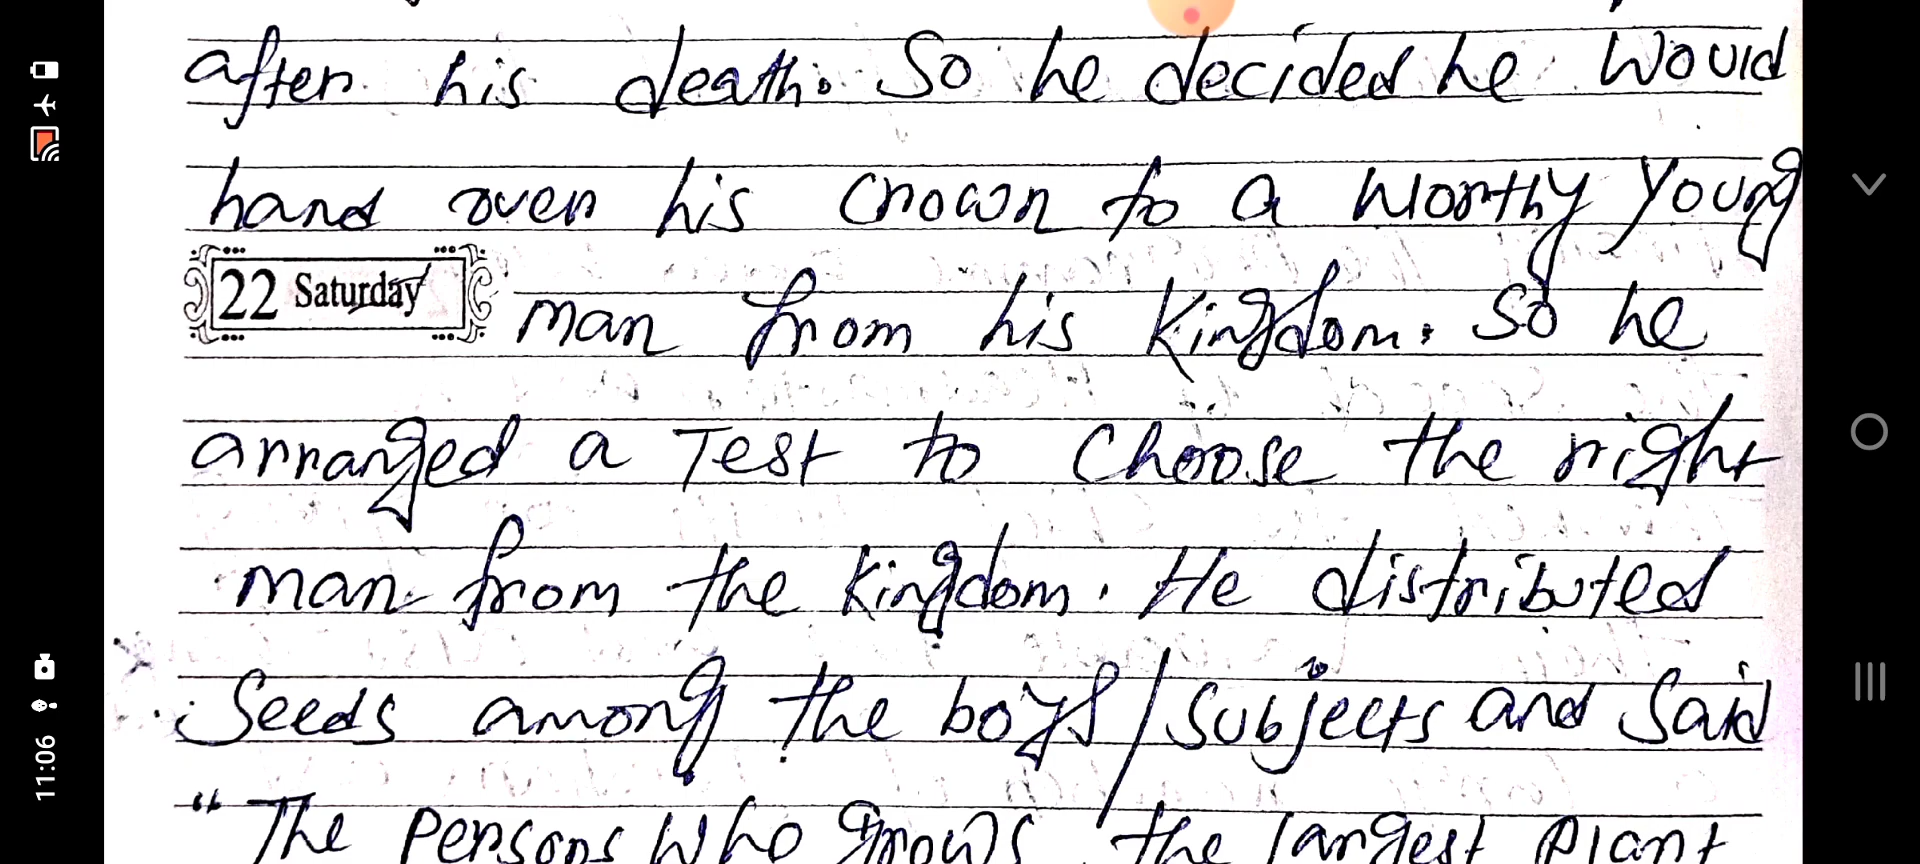 after his death. So he decided he would
hand over his crown to a worthy young
22 Saturday man from his Kingdom. So he
arranged a Test to choose the right
man from the kingdom. He distributed
Seeds among the boys/subjects and said
"The persons who grows the largest plant
11:06